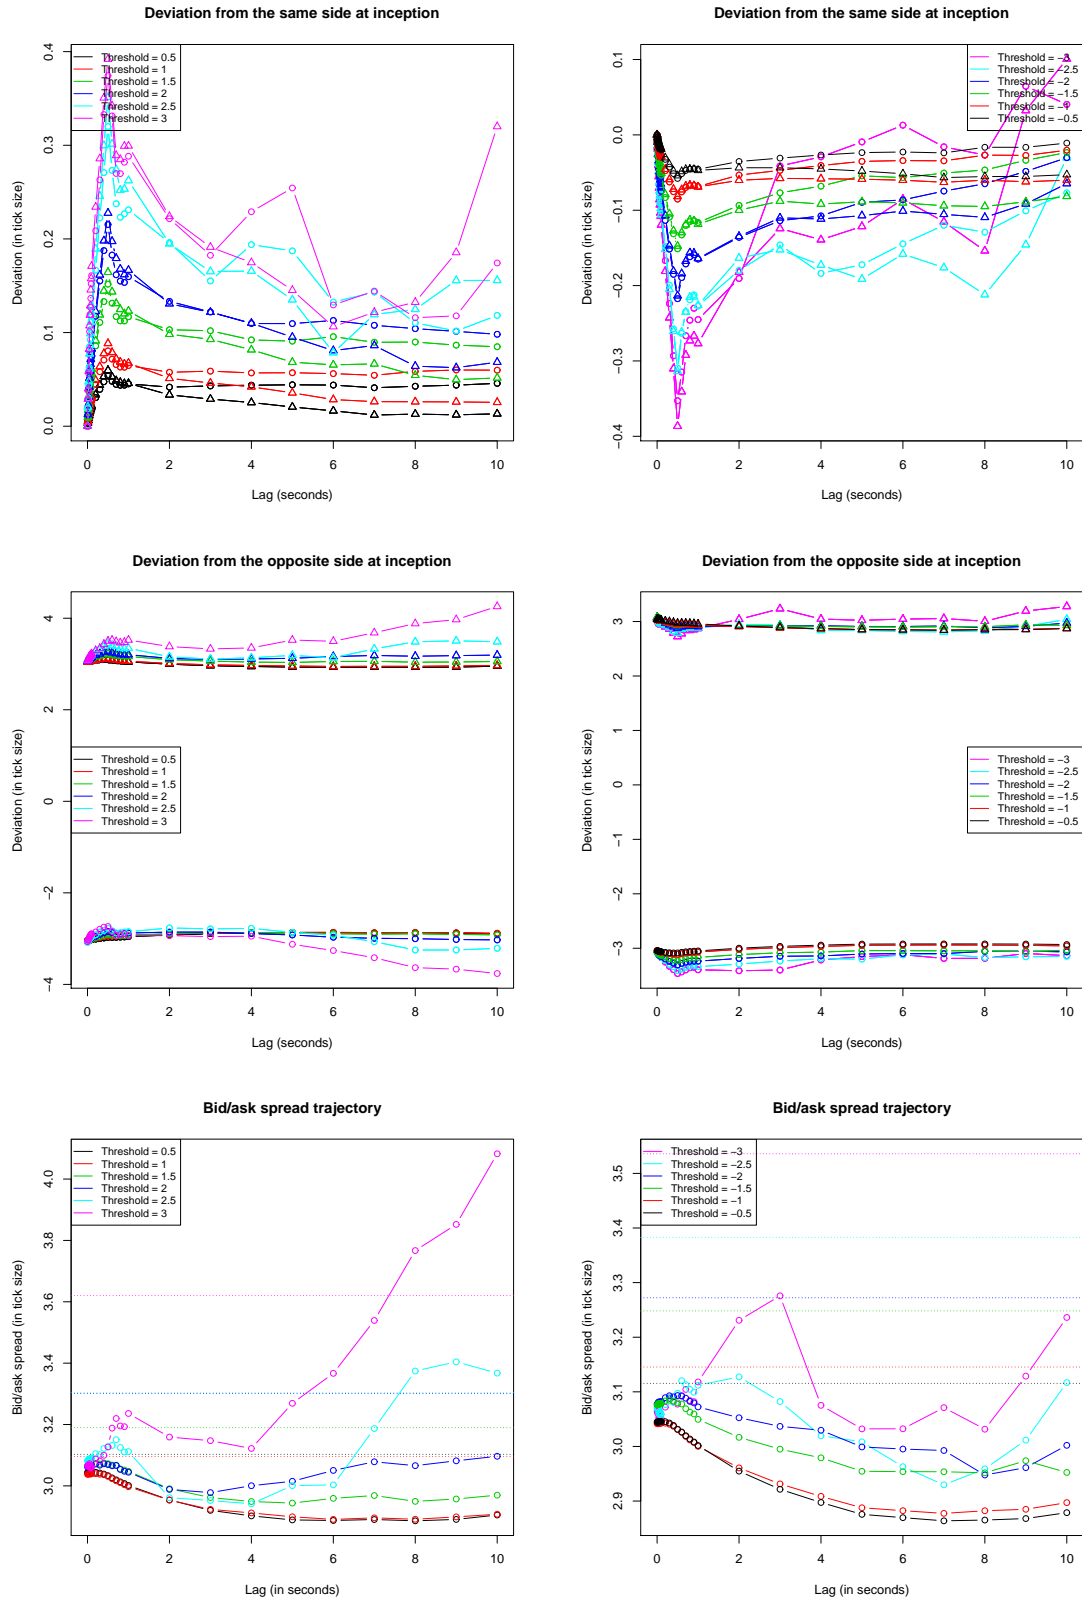 Deviation from the same side at inception
Deviation (in tick size)
0.0 0.1 0.2 0.3 0.4
Threshold = 0.5
Threshold = 1
Threshold = 1.5
Threshold = 2
Threshold = 2.5
Threshold = 3
0 2 4 6 8 10
Lag (seconds)
Deviation from the same side at inception
Deviation (in tick size)
−0.4 −0.3 −0.2 −0.1 0.0 0.1
Threshold = −3
Threshold = −2.5
Threshold = −2
Threshold = −1.5
Threshold = −1
Threshold = −0.5
0 2 4 6 8 10
Lag (seconds)
Deviation from the opposite side at inception
Deviation (in tick size)
−4 −2 0 2 4
Threshold = 0.5
Threshold = 1
Threshold = 1.5
Threshold = 2
Threshold = 2.5
Threshold = 3
0 2 4 6 8 10
Lag (seconds)
Deviation from the opposite side at inception
Deviation (in tick size)
−3 −2 −1 0 1 2 3
Threshold = −3
Threshold = −2.5
Threshold = −2
Threshold = −1.5
Threshold = −1
Threshold = −0.5
0 2 4 6 8 10
Lag (seconds)
Bid/ask spread trajectory
Bid/ask spread (in tick size)
3.0 3.2 3.4 3.6 3.8 4.0
Threshold = 0.5
Threshold = 1
Threshold = 1.5
Threshold = 2
Threshold = 2.5
Threshold = 3
0 2 4 6 8 10
Lag (in seconds)
Bid/ask spread trajectory
Bid/ask spread (in tick size)
2.9 3.0 3.1 3.2 3.3 3.4 3.5
Threshold = −3
Threshold = −2.5
Threshold = −2
Threshold = −1.5
Threshold = −1
Threshold = −0.5
0 2 4 6 8 10
Lag (in seconds)